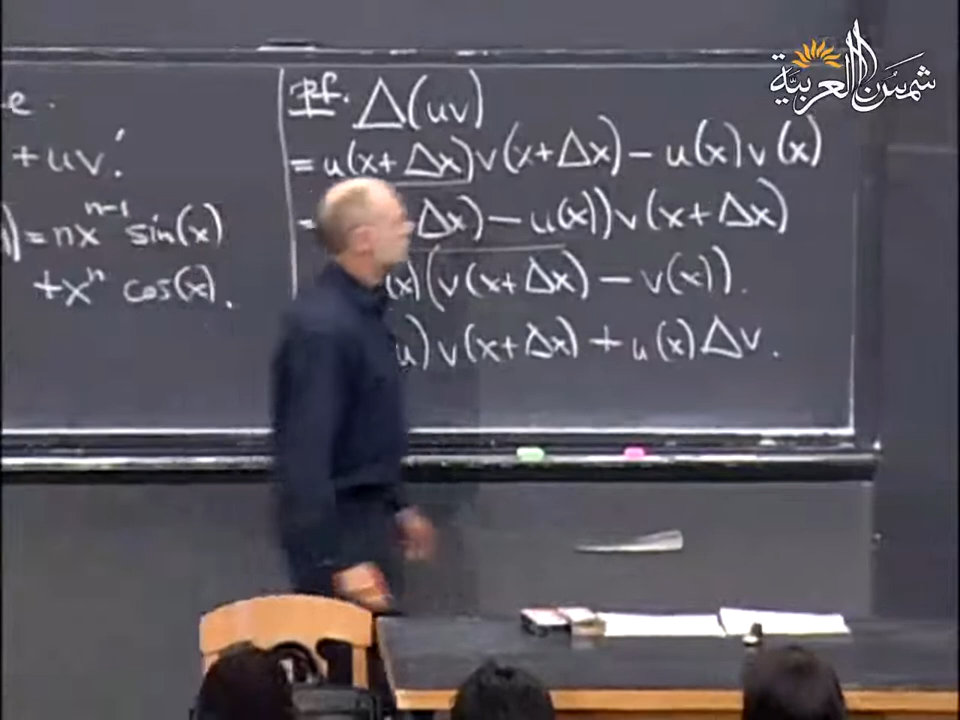 شمس العربية
e.
+uv'.
)=nx^{n-1} sin(x)
+x^n cos(x).
Pf. Δ(uv)
= u(x+Δx)v(x+Δx) − u(x)v(x)
= Δx) − u(x))v(x+Δx)
(x)(v(x+Δx) − v(x)).
u)v(x+Δx) + u(x)Δv.